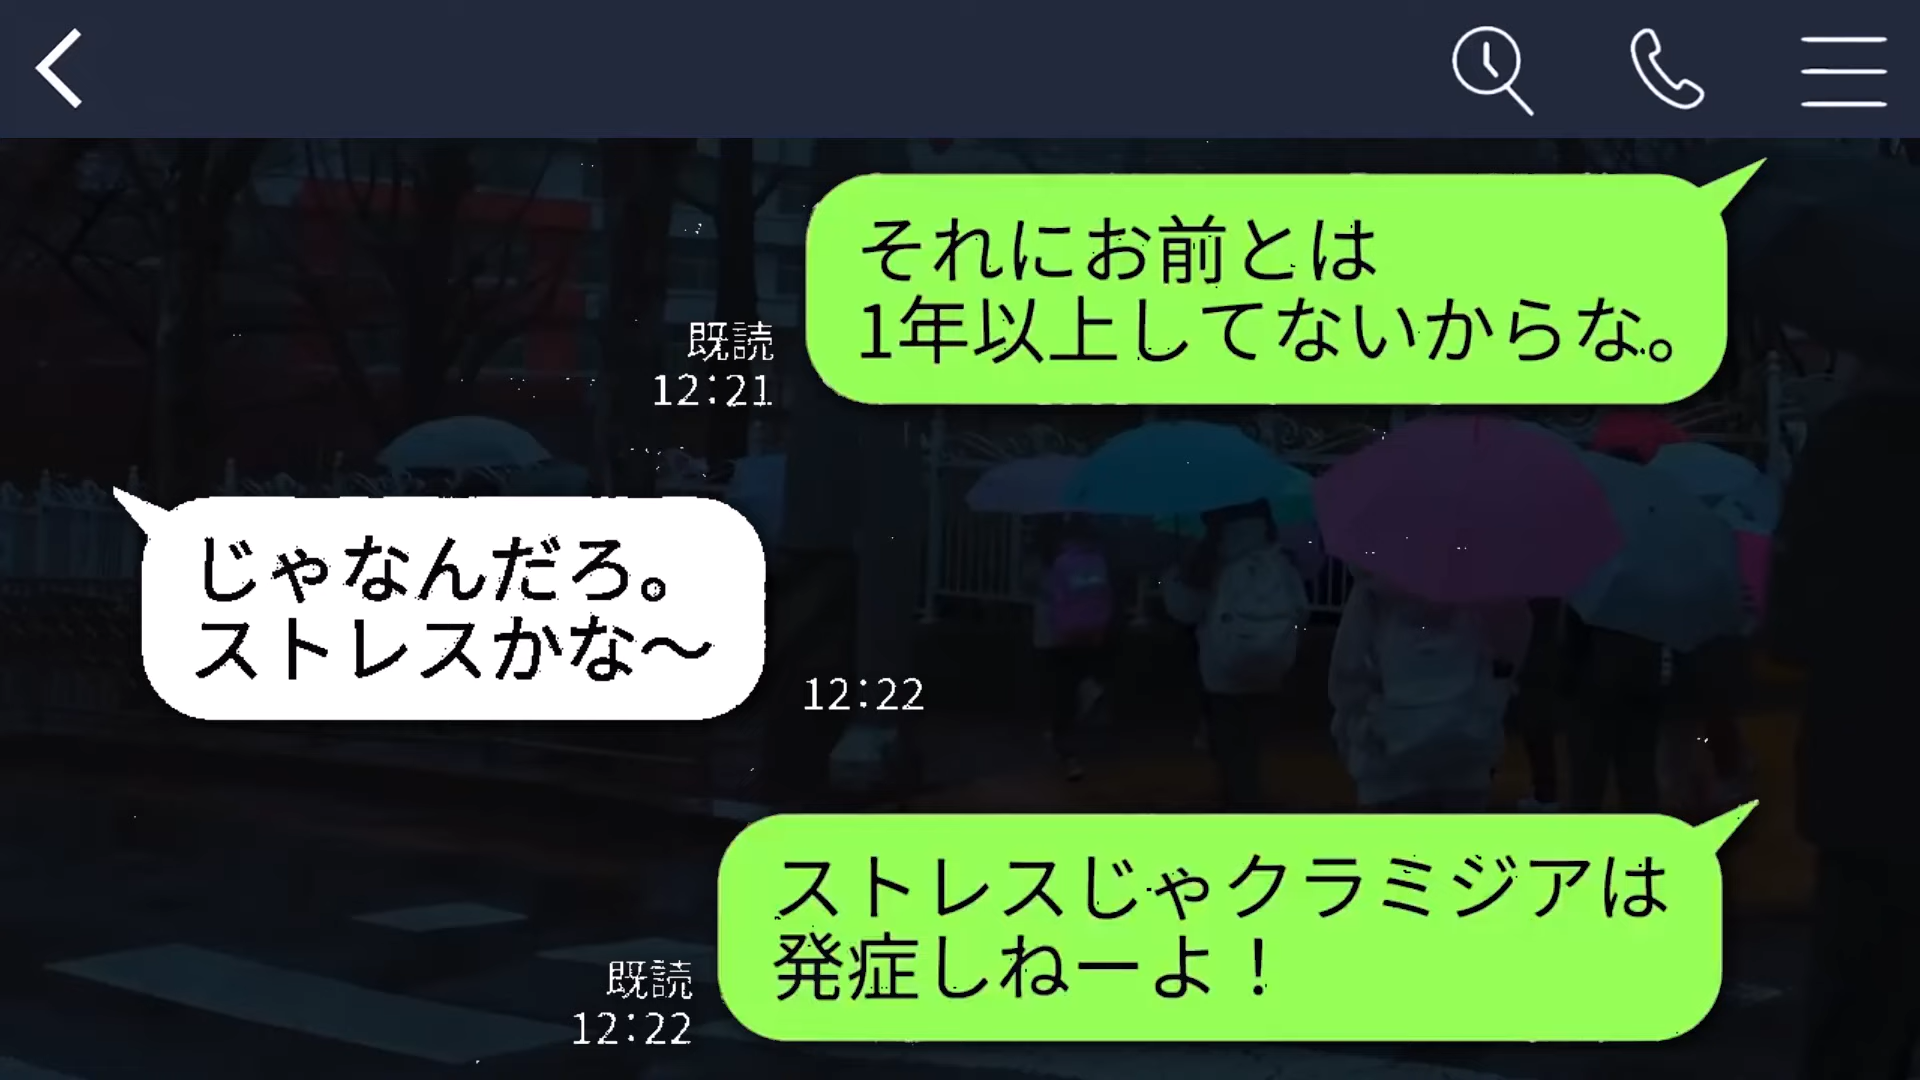 それにお前とは
1年以上してないからな。
既読
12:21
じゃなんだろ。
ストレスかな～
12:22
ストレスじゃクラミジアは
発症しねーよ！
既読
12:22